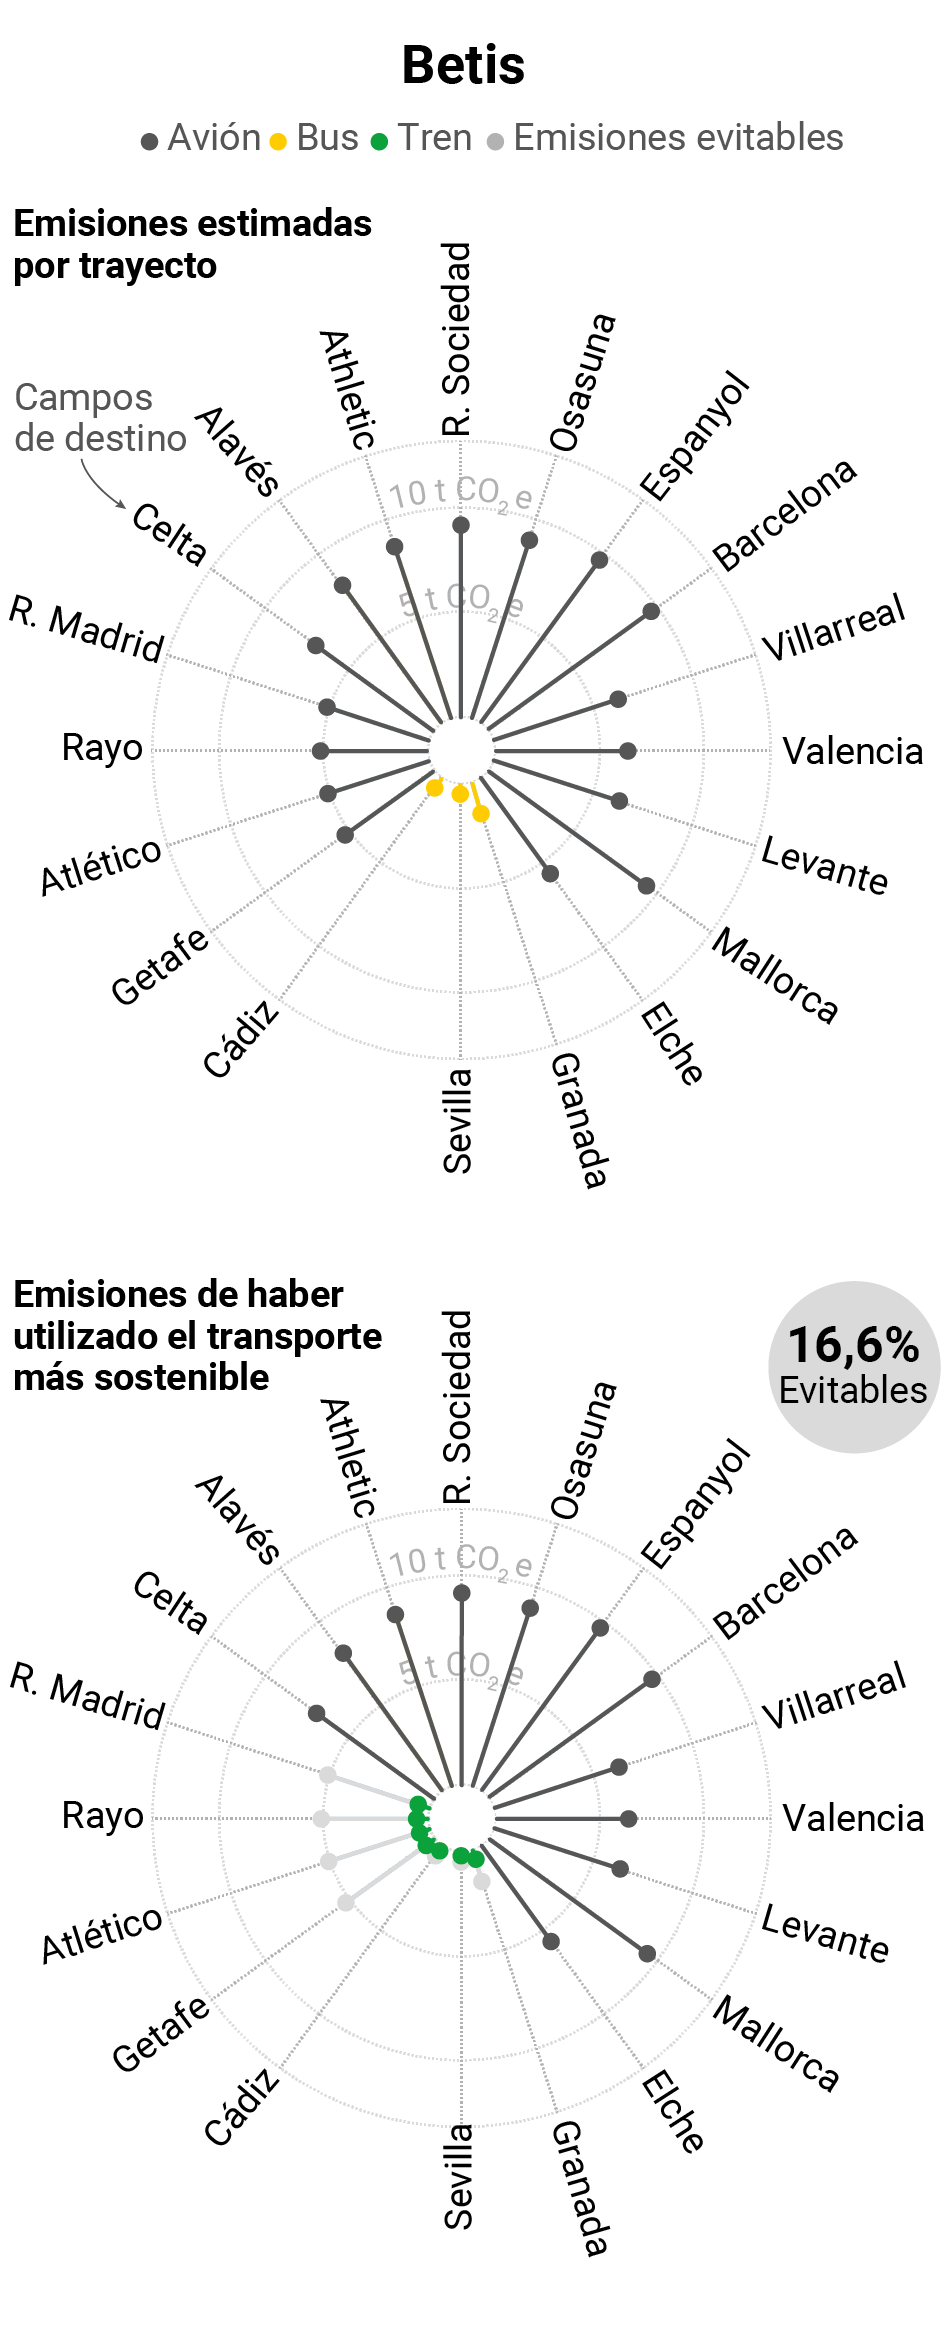 Betis
Avión Bus Tren Emisiones evitables
Emisiones estimadas
por trayecto
Campos
de destino
10 t CO2 e
5 t CO2 e
R. Sociedad
Osasuna
Espanyol
Barcelona
Villarreal
Valencia
Levante
Mallorca
Elche
Granada
Sevilla
Cádiz
Getafe
Atlético
Rayo
R. Madrid
Celta
Alavés
Athletic
Emisiones de haber
utilizado el transporte
más sostenible
16,6%
Evitables
10 t CO2 e
5 t CO2 e
R. Sociedad
Osasuna
Espanyol
Barcelona
Villarreal
Valencia
Levante
Mallorca
Elche
Granada
Sevilla
Cádiz
Getafe
Atlético
Rayo
R. Madrid
Celta
Alavés
Athletic